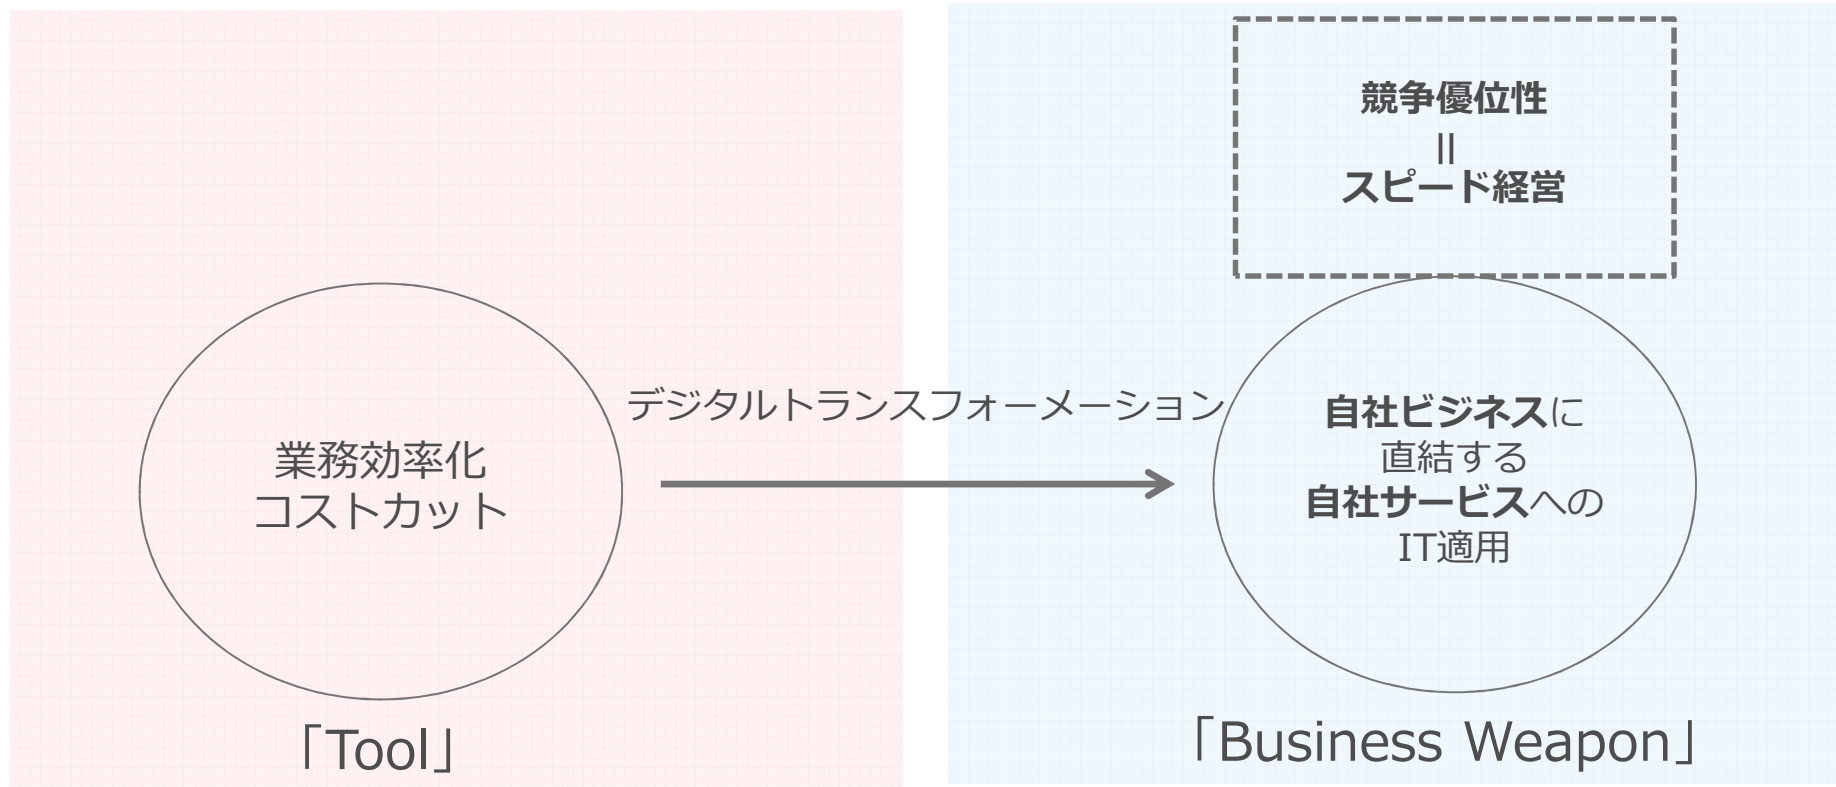 競争優位性
||
スピード経営
デジタルトランスフォーメーション
業務効率化
コストカット
自社ビジネスに
直結する
自社サービスへの
IT適用
「Tool」
「Business Weapon」